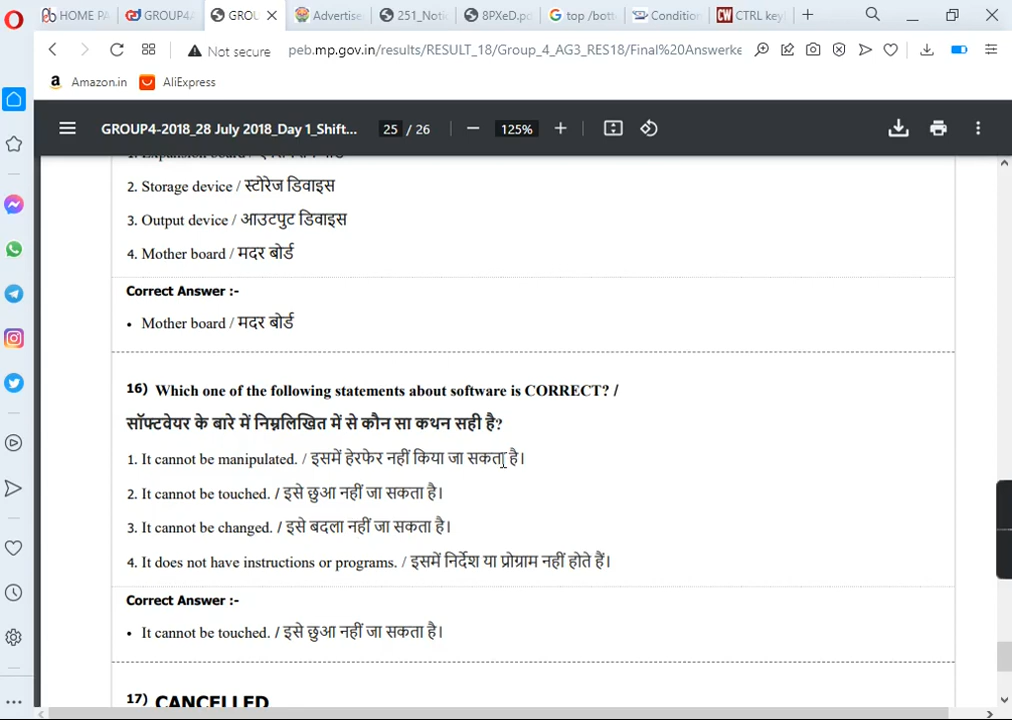 HOME PA
GROUP4A
GROU
Advertise
251_Noti
8PXeD.pd
top /bott
Condition
CTRL key
Not secure
peb.mp.gov.in/results/RESULT_18/Group_4_AG3_RES18/Final%20Answerke
Amazon.in
AliExpress
GROUP4-2018_28 July 2018_Day 1_Shift...
25 / 26
125%
2. Storage device / स्टोरेज डिवाइस
3. Output device / आउटपुट डिवाइस
4. Mother board / मदर बोर्ड
Correct Answer :-
• Mother board / मदर बोर्ड
16) Which one of the following statements about software is CORRECT? /
सॉफ्टवेयर के बारे में निम्नलिखित में से कौन सा कथन सही है?
1. It cannot be manipulated. / इसमें हेरफेर नहीं किया जा सकता है।
2. It cannot be touched. / इसे छुआ नहीं जा सकता है।
3. It cannot be changed. / इसे बदला नहीं जा सकता है।
4. It does not have instructions or programs. / इसमें निर्देश या प्रोग्राम नहीं होते हैं।
Correct Answer :-
• It cannot be touched. / इसे छुआ नहीं जा सकता है।
17) CANCELLED